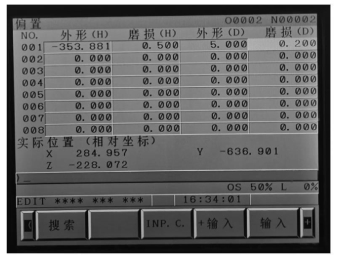 偏置 O0002 N00002
NO. 外形(H) 磨损(H) 外形(D) 磨损(D)
001 -353.881 0.500 5.000 0.200
002 0.000 0.000 0.000 0.000
003 0.000 0.000 0.000 0.000
004 0.000 0.000 0.000 0.000
005 0.000 0.000 0.000 0.000
006 0.000 0.000 0.000 0.000
007 0.000 0.000 0.000 0.000
008 0.000 0.000 0.000 0.000
实际位置 (相对坐标)
X 284.957 Y -636.901
Z -228.072
)_
OS 50% L 0%
EDIT **** *** *** 16:34:01
搜索 INP.C. +输入 输入